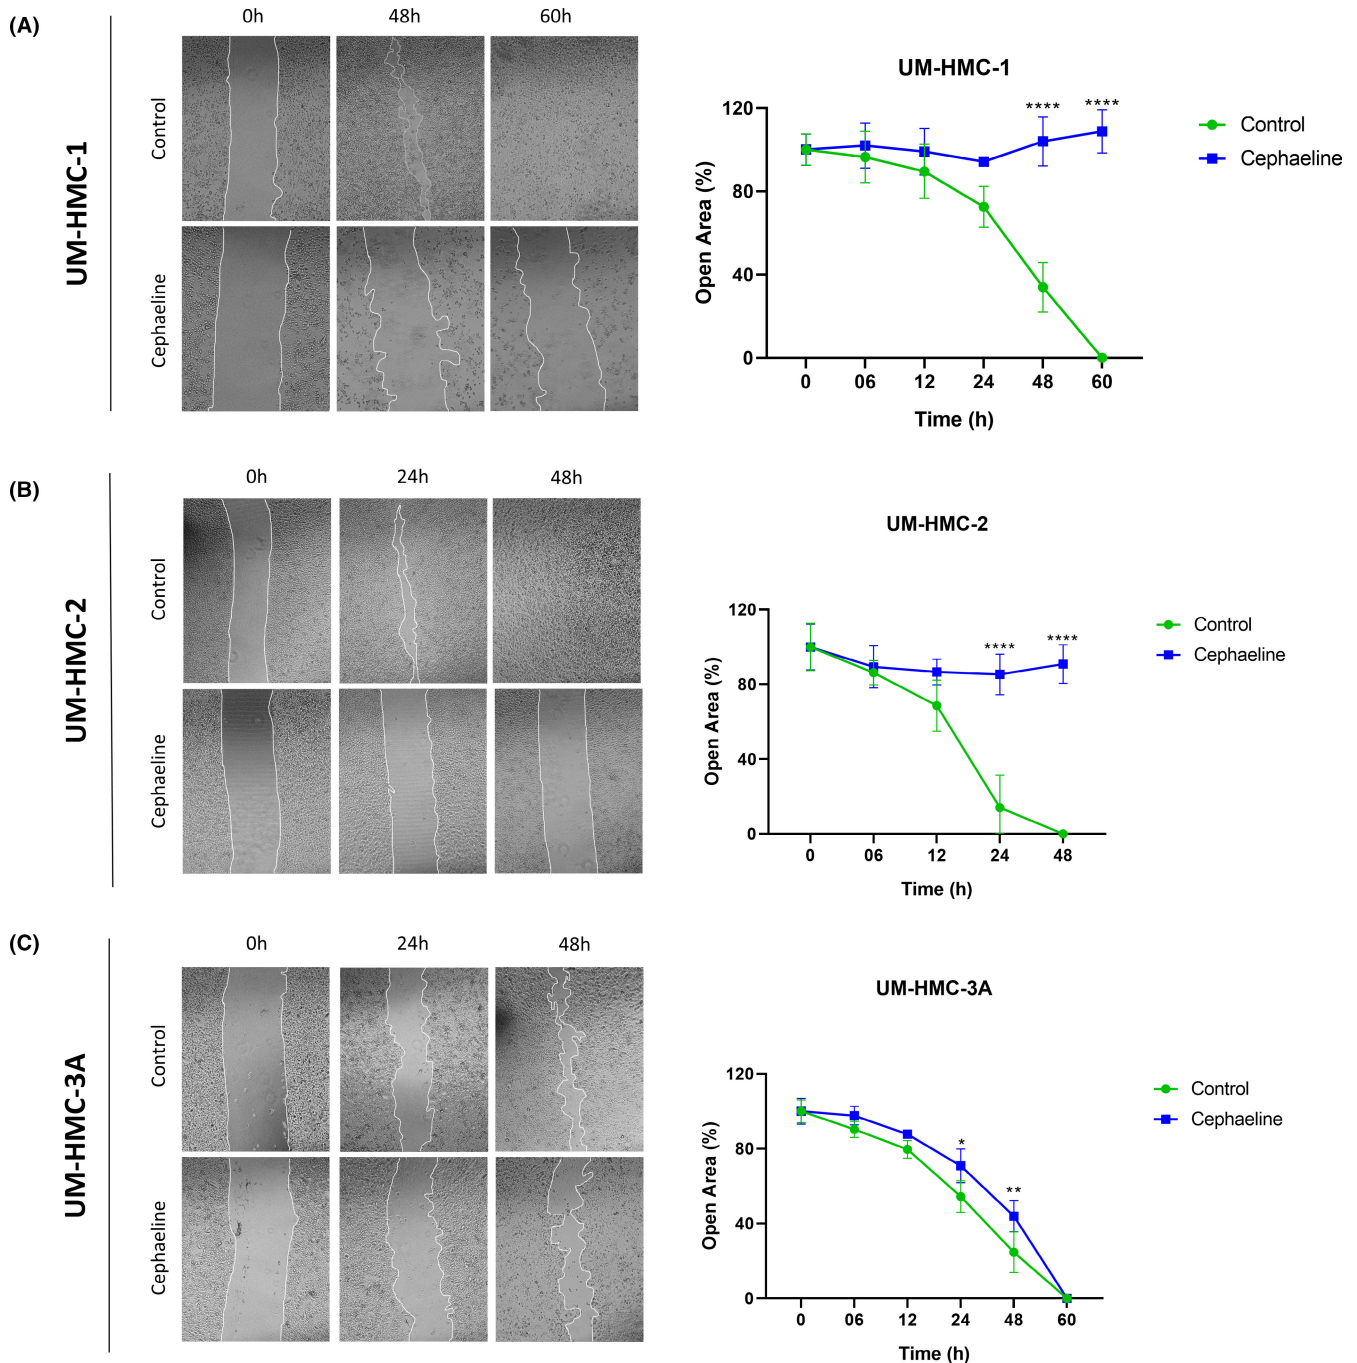 (A)
0h
48h
60h
UM-HMC-1
Control
Cephaeline
UM-HMC-1
120
80
40
0
Open Area (%)
**** ****
0 06 12 24 48 60
Time (h)
Control
Cephaeline
(B)
0h
24h
48h
UM-HMC-2
Control
Cephaeline
UM-HMC-2
120
80
40
0
Open Area (%)
**** ****
0 06 12 24 48
Time (h)
Control
Cephaeline
(C)
0h
24h
48h
UM-HMC-3A
Control
Cephaeline
UM-HMC-3A
120
80
40
0
Open Area (%)
* **
0 06 12 24 48 60
Time (h)
Control
Cephaeline